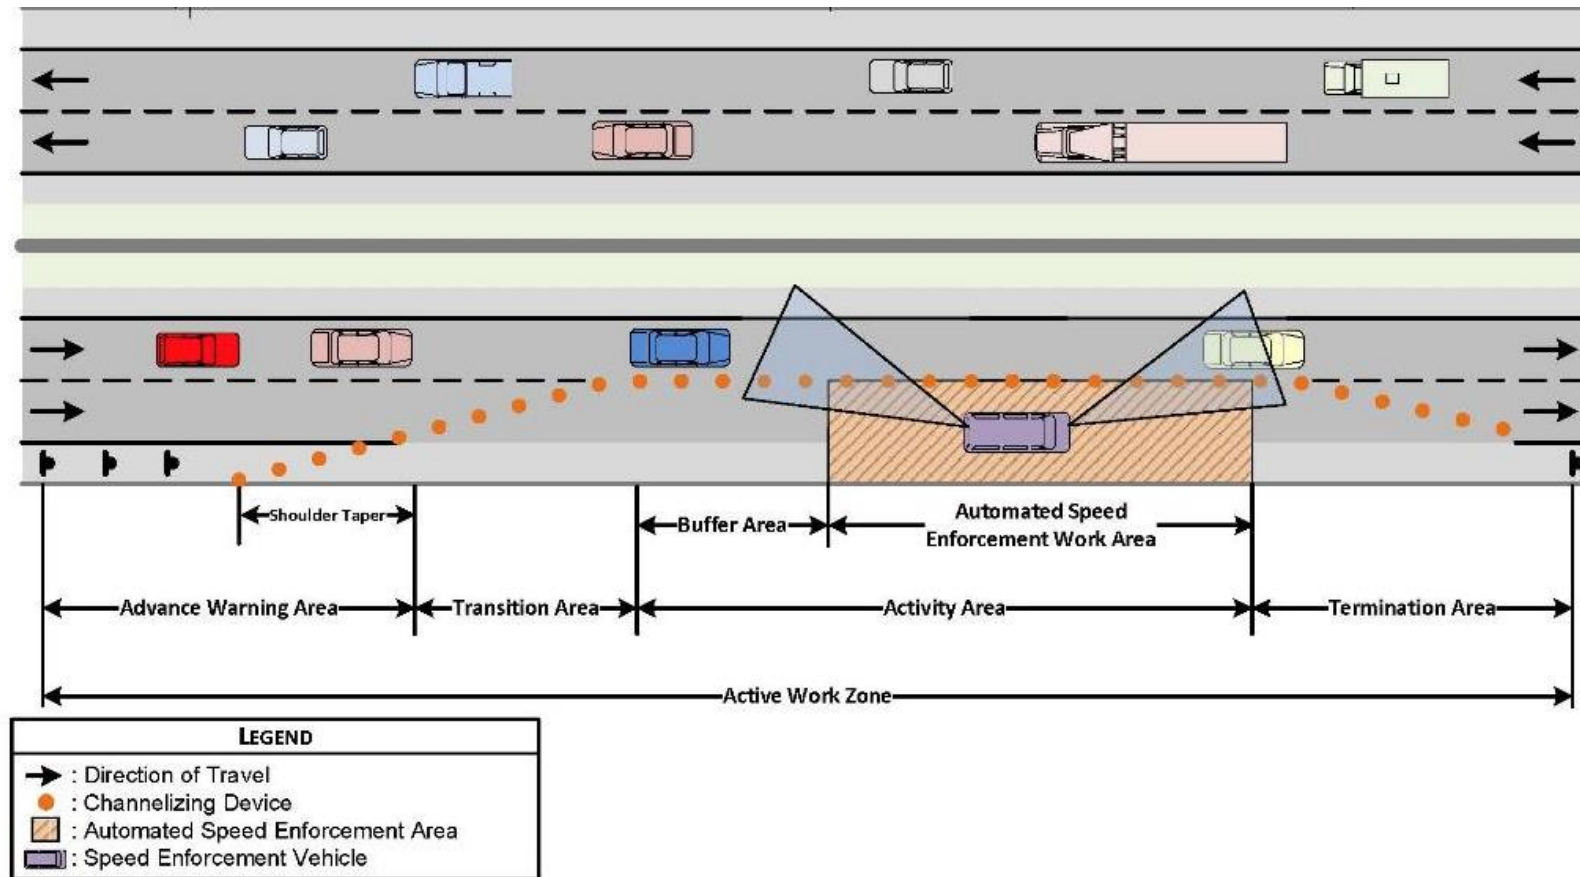 Shoulder Taper
Buffer Area
Automated Speed
Enforcement Work Area
Advance Warning Area
Transition Area
Activity Area
Termination Area
Active Work Zone
LEGEND
: Direction of Travel
: Channelizing Device
: Automated Speed Enforcement Area
: Speed Enforcement Vehicle